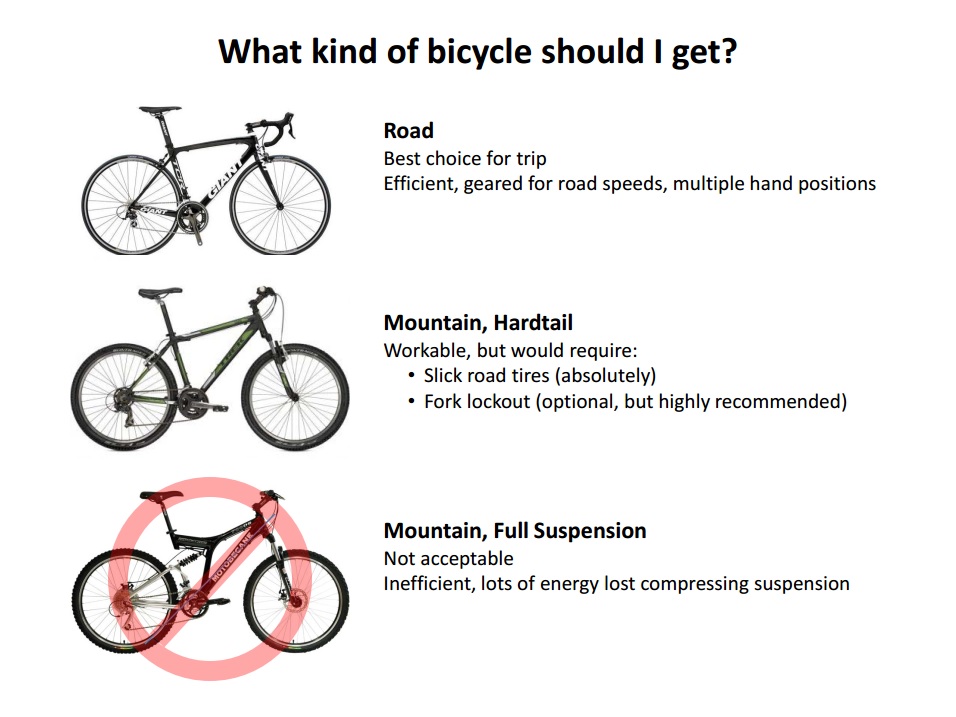 What kind of bicycle should I get?
Road
Best choice for trip
Efficient, geared for road speeds, multiple hand positions
GIANT
GIANT
Mountain, Hardtail
Workable, but would require:
• Slick road tires (absolutely)
• Fork lockout (optional, but highly recommended)
Mountain, Full Suspension
Not acceptable
Inefficient, lots of energy lost compressing suspension
MOTOBECANE